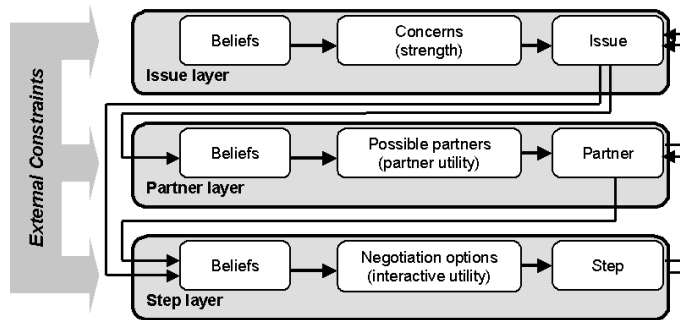 External Constraints
Beliefs
Concerns
(strength)
Issue
Issue layer
Beliefs
Possible partners
(partner utility)
Partner
Partner layer
Beliefs
Negotiation options
(interactive utility)
Step
Step layer